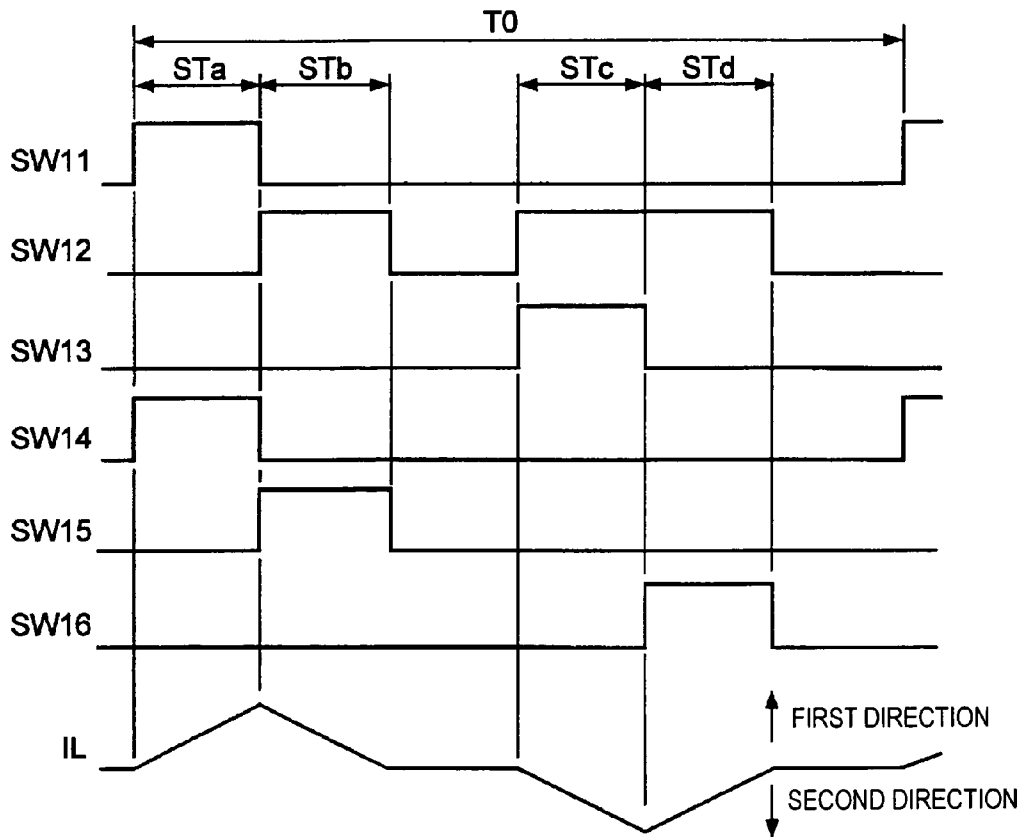 T0
STa STb STc STd
SW11
SW12
SW13
SW14
SW15
SW16
IL
FIRST DIRECTION
SECOND DIRECTION